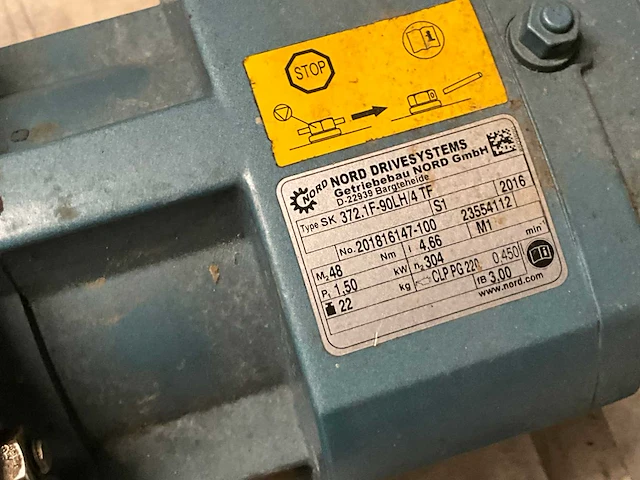 STOP
NORD
NORD DRIVESYSTEMS
Getriebebau NORD GmbH
D-22939 Bargteheide
Type SK 372.1F-90LH/4 TF
S1 2016
No. 201816147-100 23554112
M₂ 48 Nm i 4.66 M1
P₁ 1.50 kW n₂ 304 min⁻¹
22 kg CLP PG 220 0.450
fB 3.00
www.nord.com